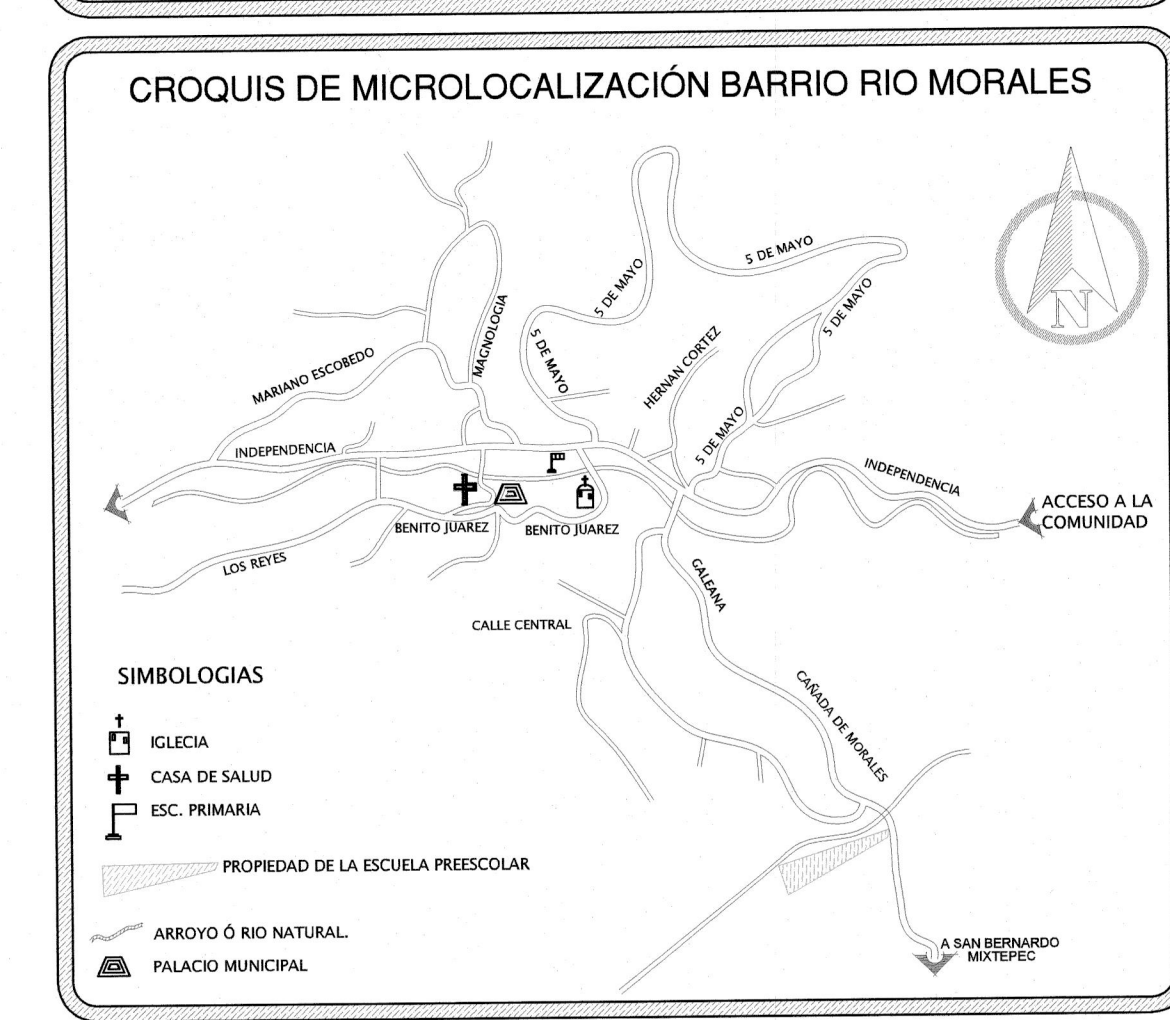 CROQUIS DE MICROLOCALIZACIÓN BARRIO RIO MORALES
5 DE MAYO
5 DE MAYO
5 DE MAYO
5 DE MAYO
MAGNOLOGIA
HERNAN CORTEZ
MARIANO ESCOBEDO
5 DE MAYO
INDEPENDENCIA
INDEPENDENCIA
N
ACCESO A LA
COMUNIDAD
BENITO JUAREZ
BENITO JUAREZ
LOS REYES
GALEANA
CALLE CENTRAL
CAÑADA DE MORALES
SIMBOLOGIAS
IGLECIA
CASA DE SALUD
ESC. PRIMARIA
PROPIEDAD DE LA ESCUELA PREESCOLAR
ARROYO Ó RIO NATURAL.
PALACIO MUNICIPAL
A SAN BERNARDO
MIXTEPEC